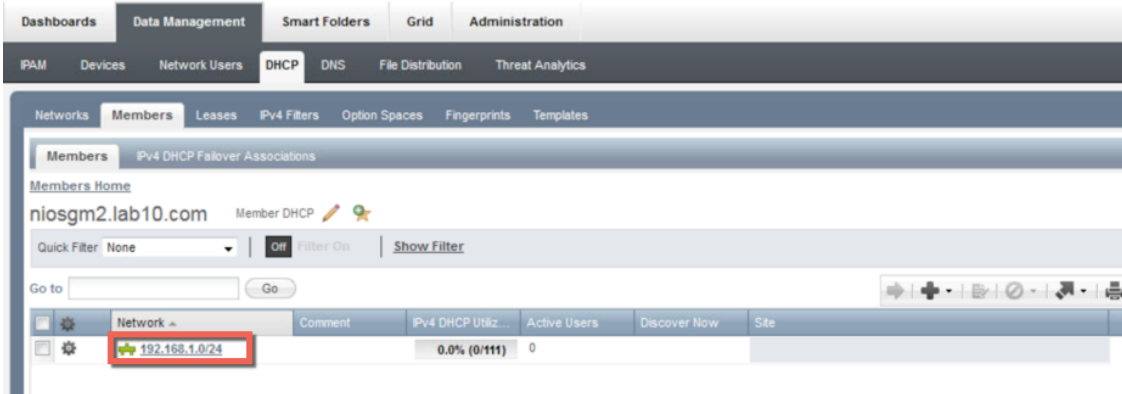 Dashboards Data Management Smart Folders Grid Administration
IPAM Devices Network Users DHCP DNS File Distribution Threat Analytics
Networks Members Leases IPv4 Filters Option Spaces Fingerprints Templates
Members IPv4 DHCP Failover Associations
Members Home
niosgm2.lab10.com Member DHCP
Quick Filter None Off Filter On Show Filter
Go to Go
Network Comment IPv4 DHCP Utiliz... Active Users Discover Now Site
192.168.1.0/24 0.0% (0/111) 0